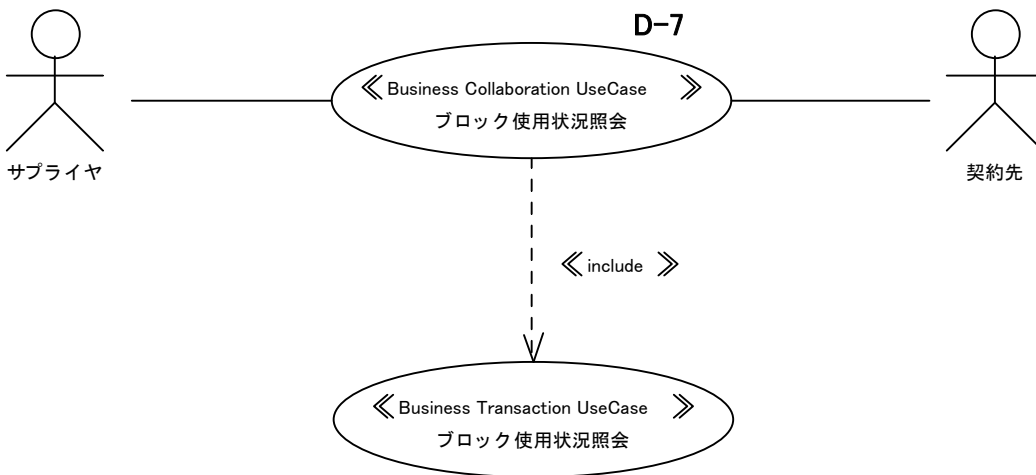 D-7
≪Business Collaboration UseCase ≫
ブロック使用状況照会
サプライヤ
契約先
≪include ≫
≪Business Transaction UseCase ≫
ブロック使用状況照会